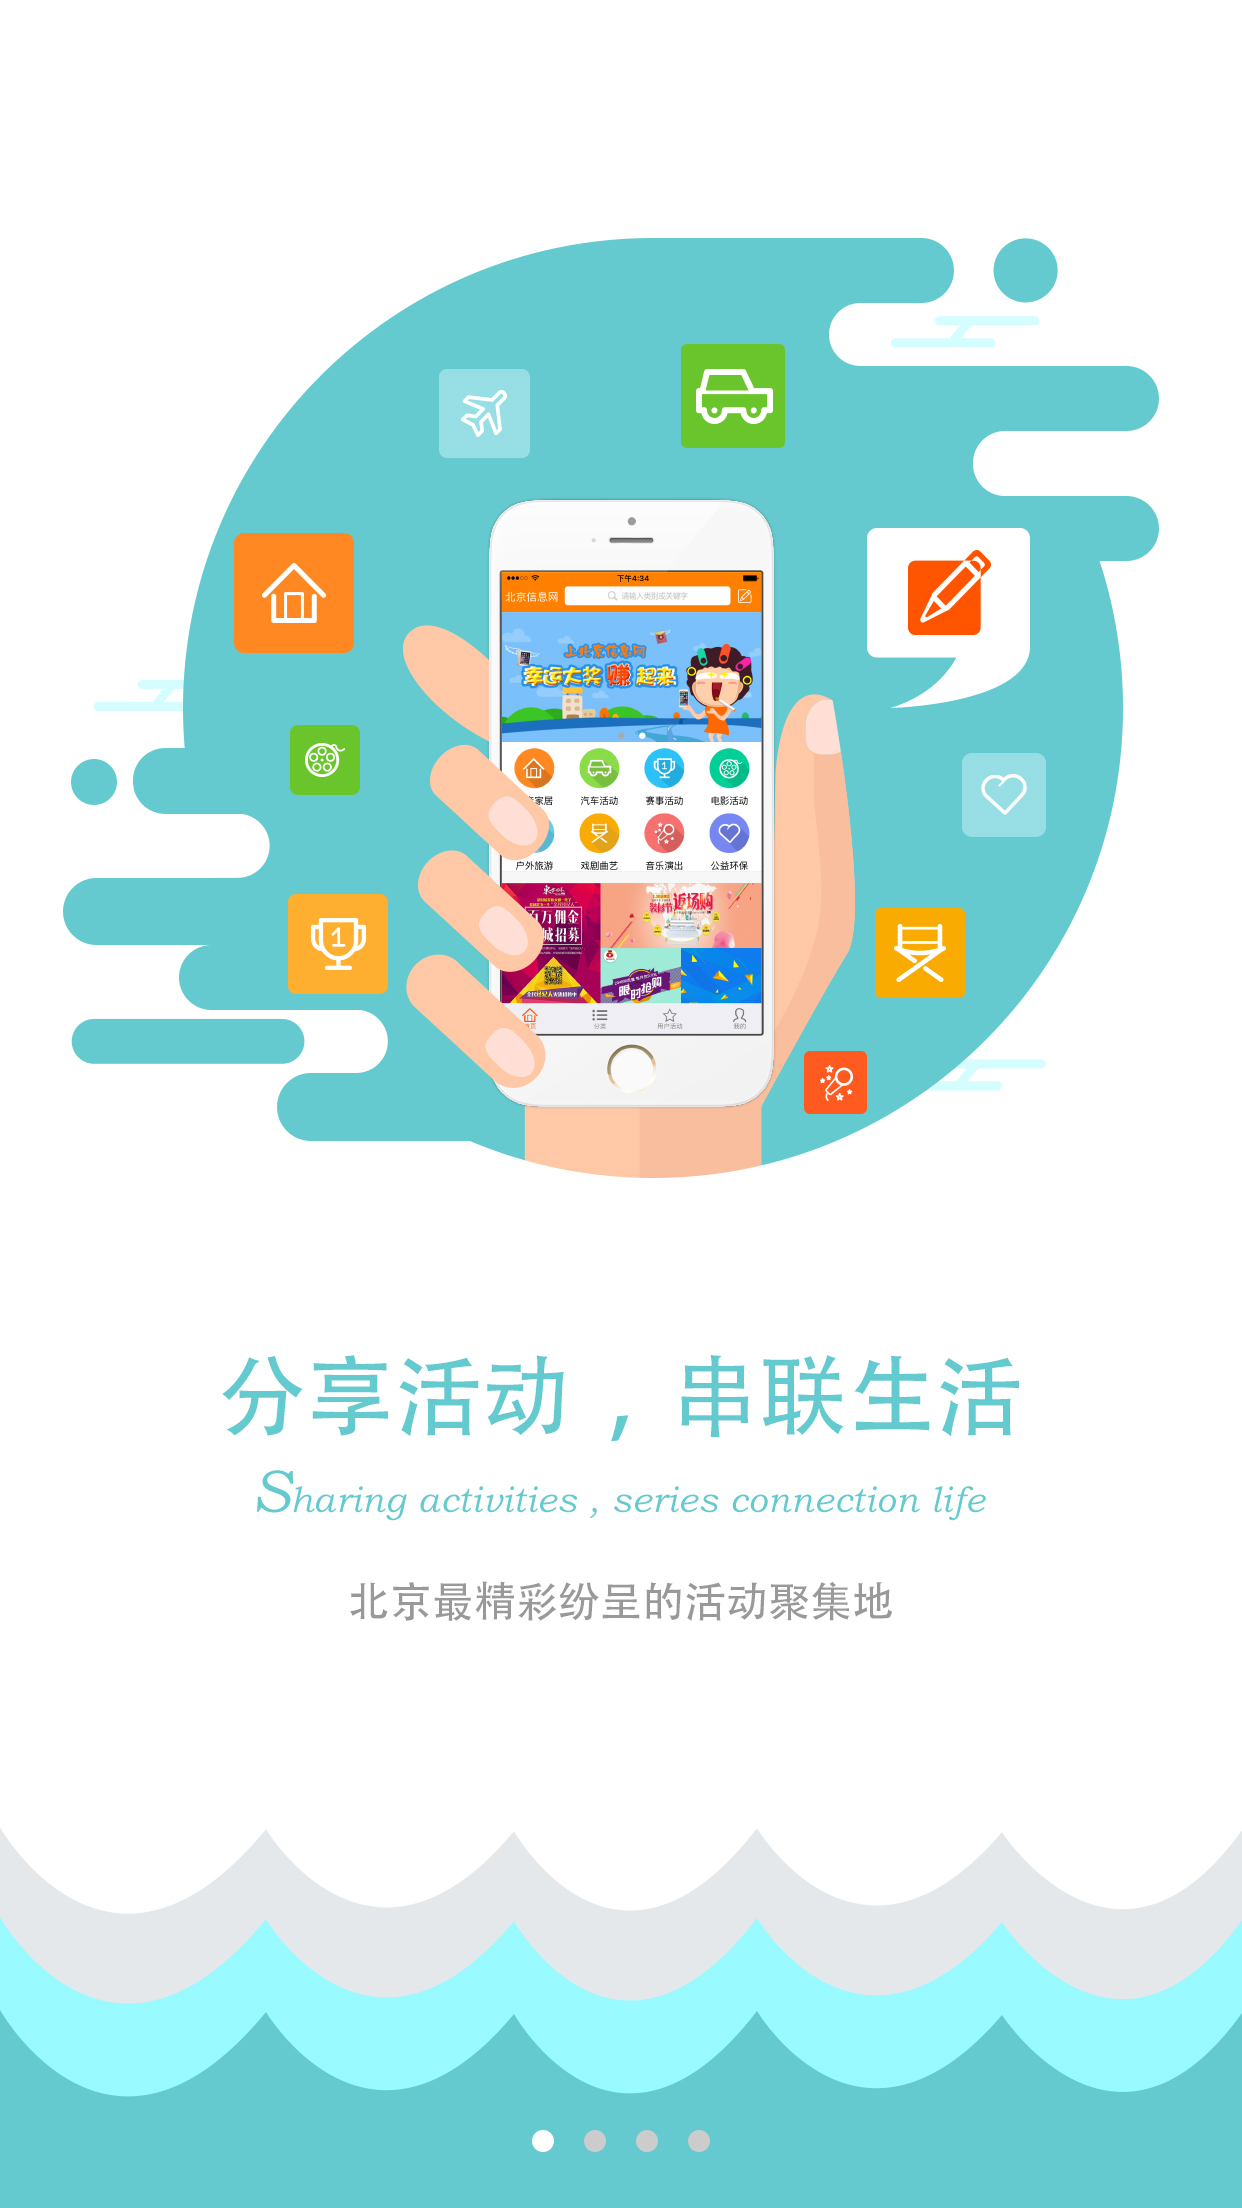 下午4:34
北京信息网
请输入类别或关键字
上北京信息网
幸运大奖 赚 起来
家居 汽车活动 赛事活动 电影活动
户外旅游 戏剧曲艺 音乐演出 公益环保
百万佣金
城招募
装修节 返场购
限时抢购
分类 用户活动 我的
分享活动，串联生活
Sharing activities , series connection life
北京最精彩纷呈的活动聚集地